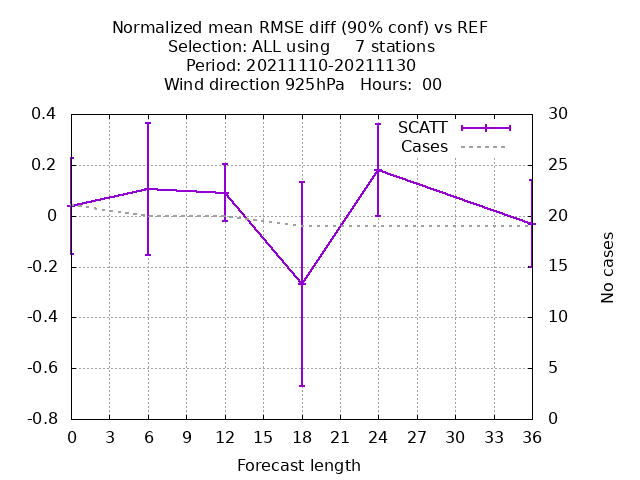 Normalized mean RMSE diff (90% conf) vs REF
Selection: ALL using     7 stations
Period: 20211110-20211130
Wind direction 925hPa   Hours:  00
0.4
0.2
0
-0.2
-0.4
-0.6
-0.8
SCATT
Cases
30
25
20
15
10
5
0
No cases
0 3 6 9 12 15 18 21 24 27 30 33 36
Forecast length